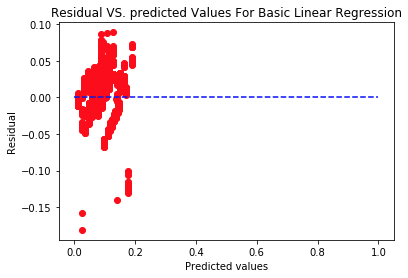 Residual VS. predicted Values For Basic Linear Regression
0.10
0.05
0.00
−0.05
−0.10
−0.15
Residual
0.0 0.2 0.4 0.6 0.8 1.0
Predicted values